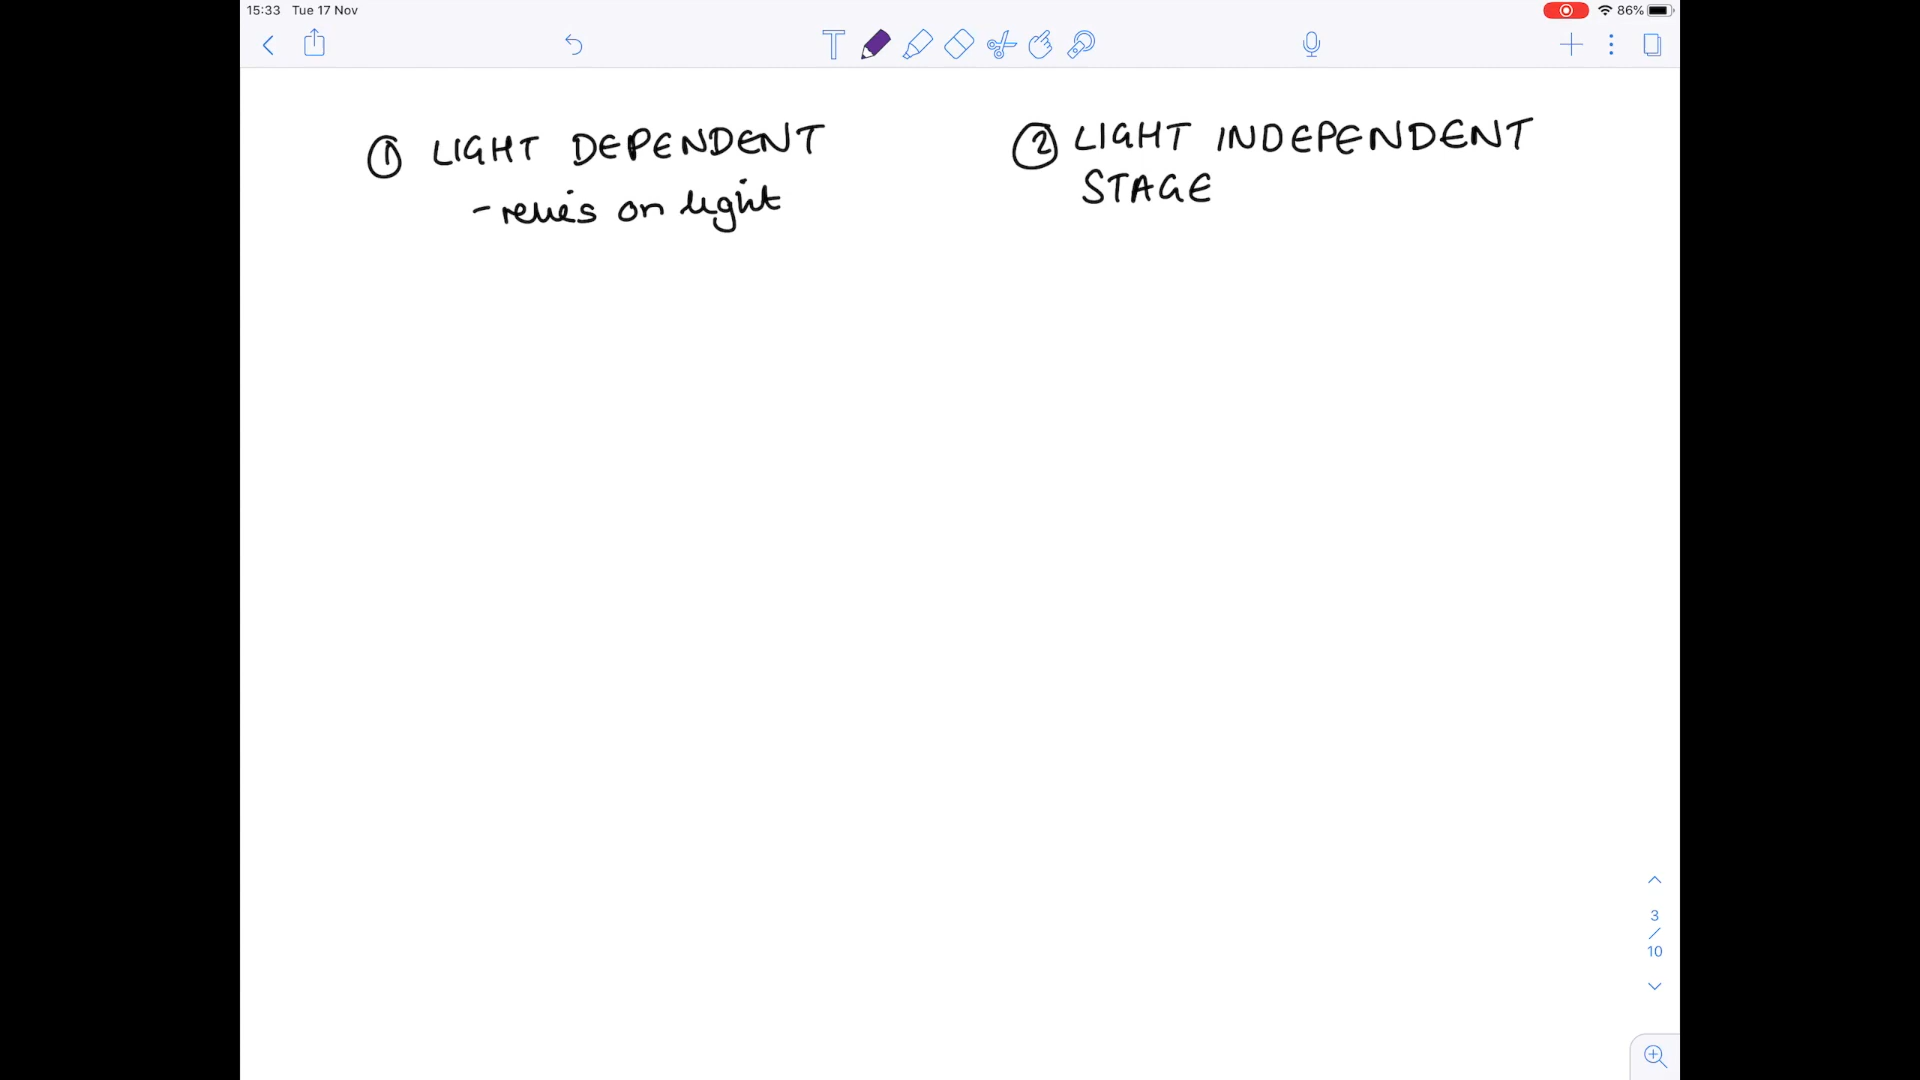 15:33 Tue 17 Nov
86%
T
① LIGHT DEPENDENT
- relies on light
② LIGHT INDEPENDENT
STAGE
3
/
10